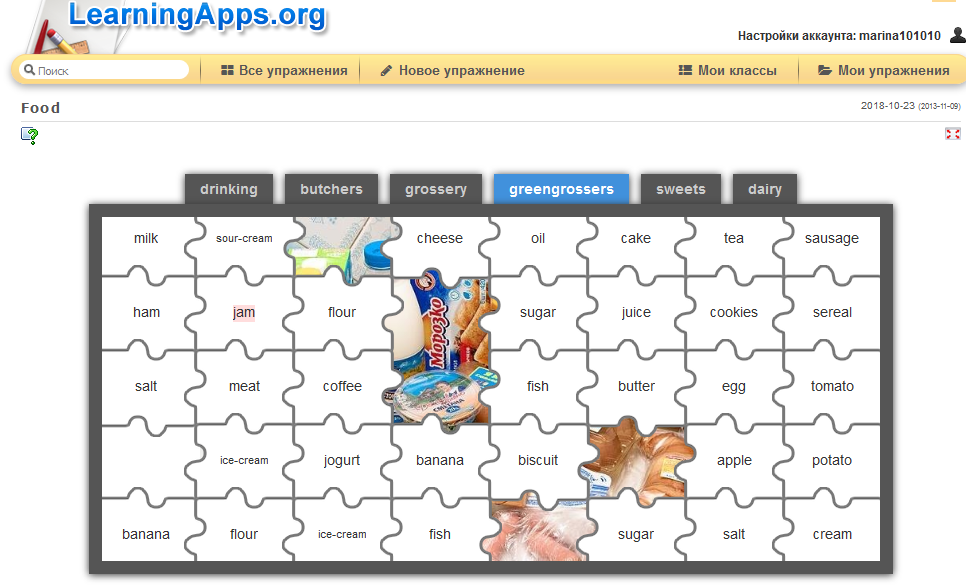 LearningApps.org
Настройки аккаунта: marina101010
Поиск
Все упражнения
Новое упражнение
Мои классы
Мои упражнения
Food
2018-10-23 (2013-11-09)
drinking butchers grossery greengrossers sweets dairy
milk sour-cream cheese oil cake tea sausage
ham jam flour sugar juice cookies sereal
Морозко
salt meat coffee fish butter egg tomato
ice-cream jogurt banana biscuit apple potato
banana flour ice-cream fish sugar salt cream